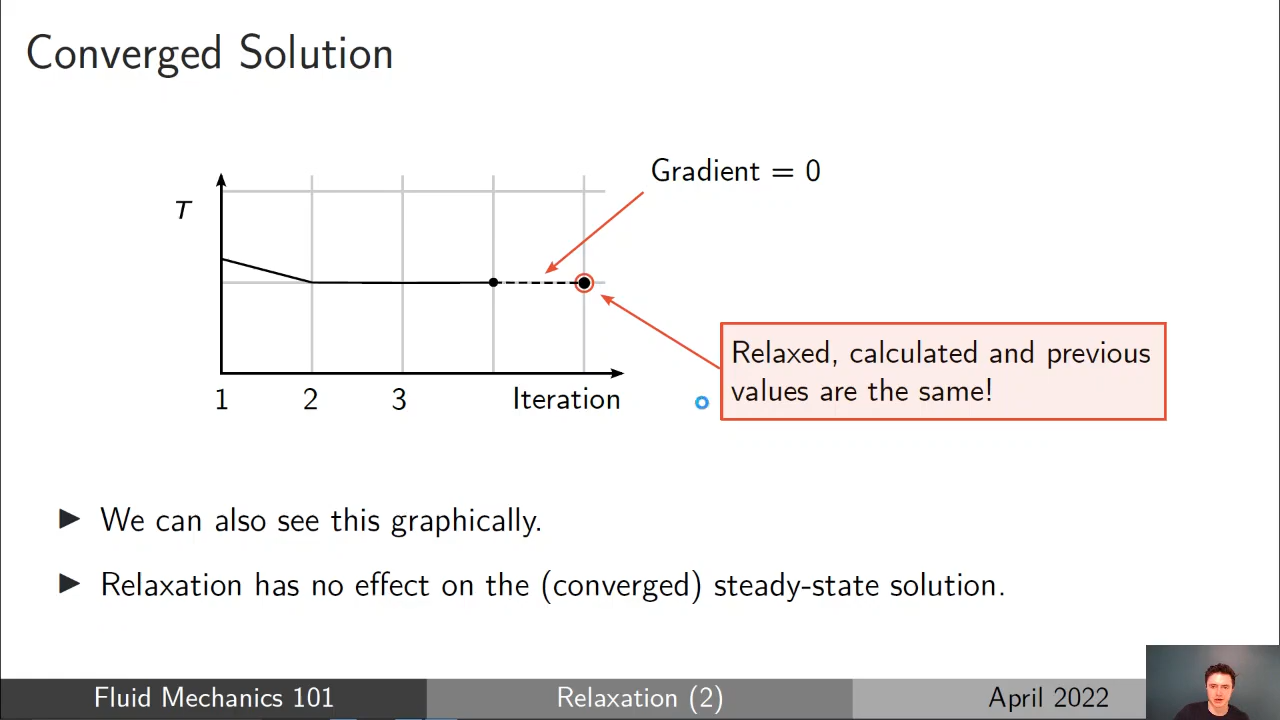 Converged Solution
Gradient = 0
T
Relaxed, calculated and previous
values are the same!
1 2 3 Iteration
▶ We can also see this graphically.
▶ Relaxation has no effect on the (converged) steady-state solution.
Fluid Mechanics 101 Relaxation (2) April 2022